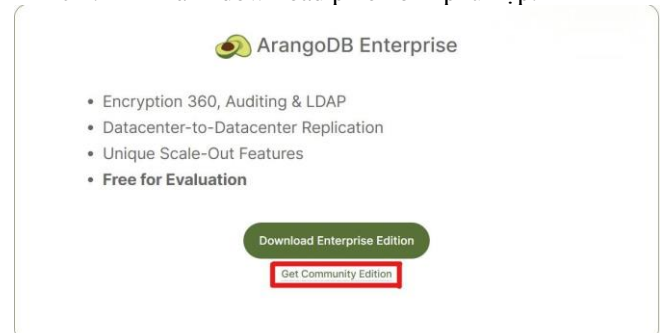 ArangoDB Enterprise
• Encryption 360, Auditing & LDAP
• Datacenter-to-Datacenter Replication
• Unique Scale-Out Features
• Free for Evaluation
Download Enterprise Edition
Get Community Edition